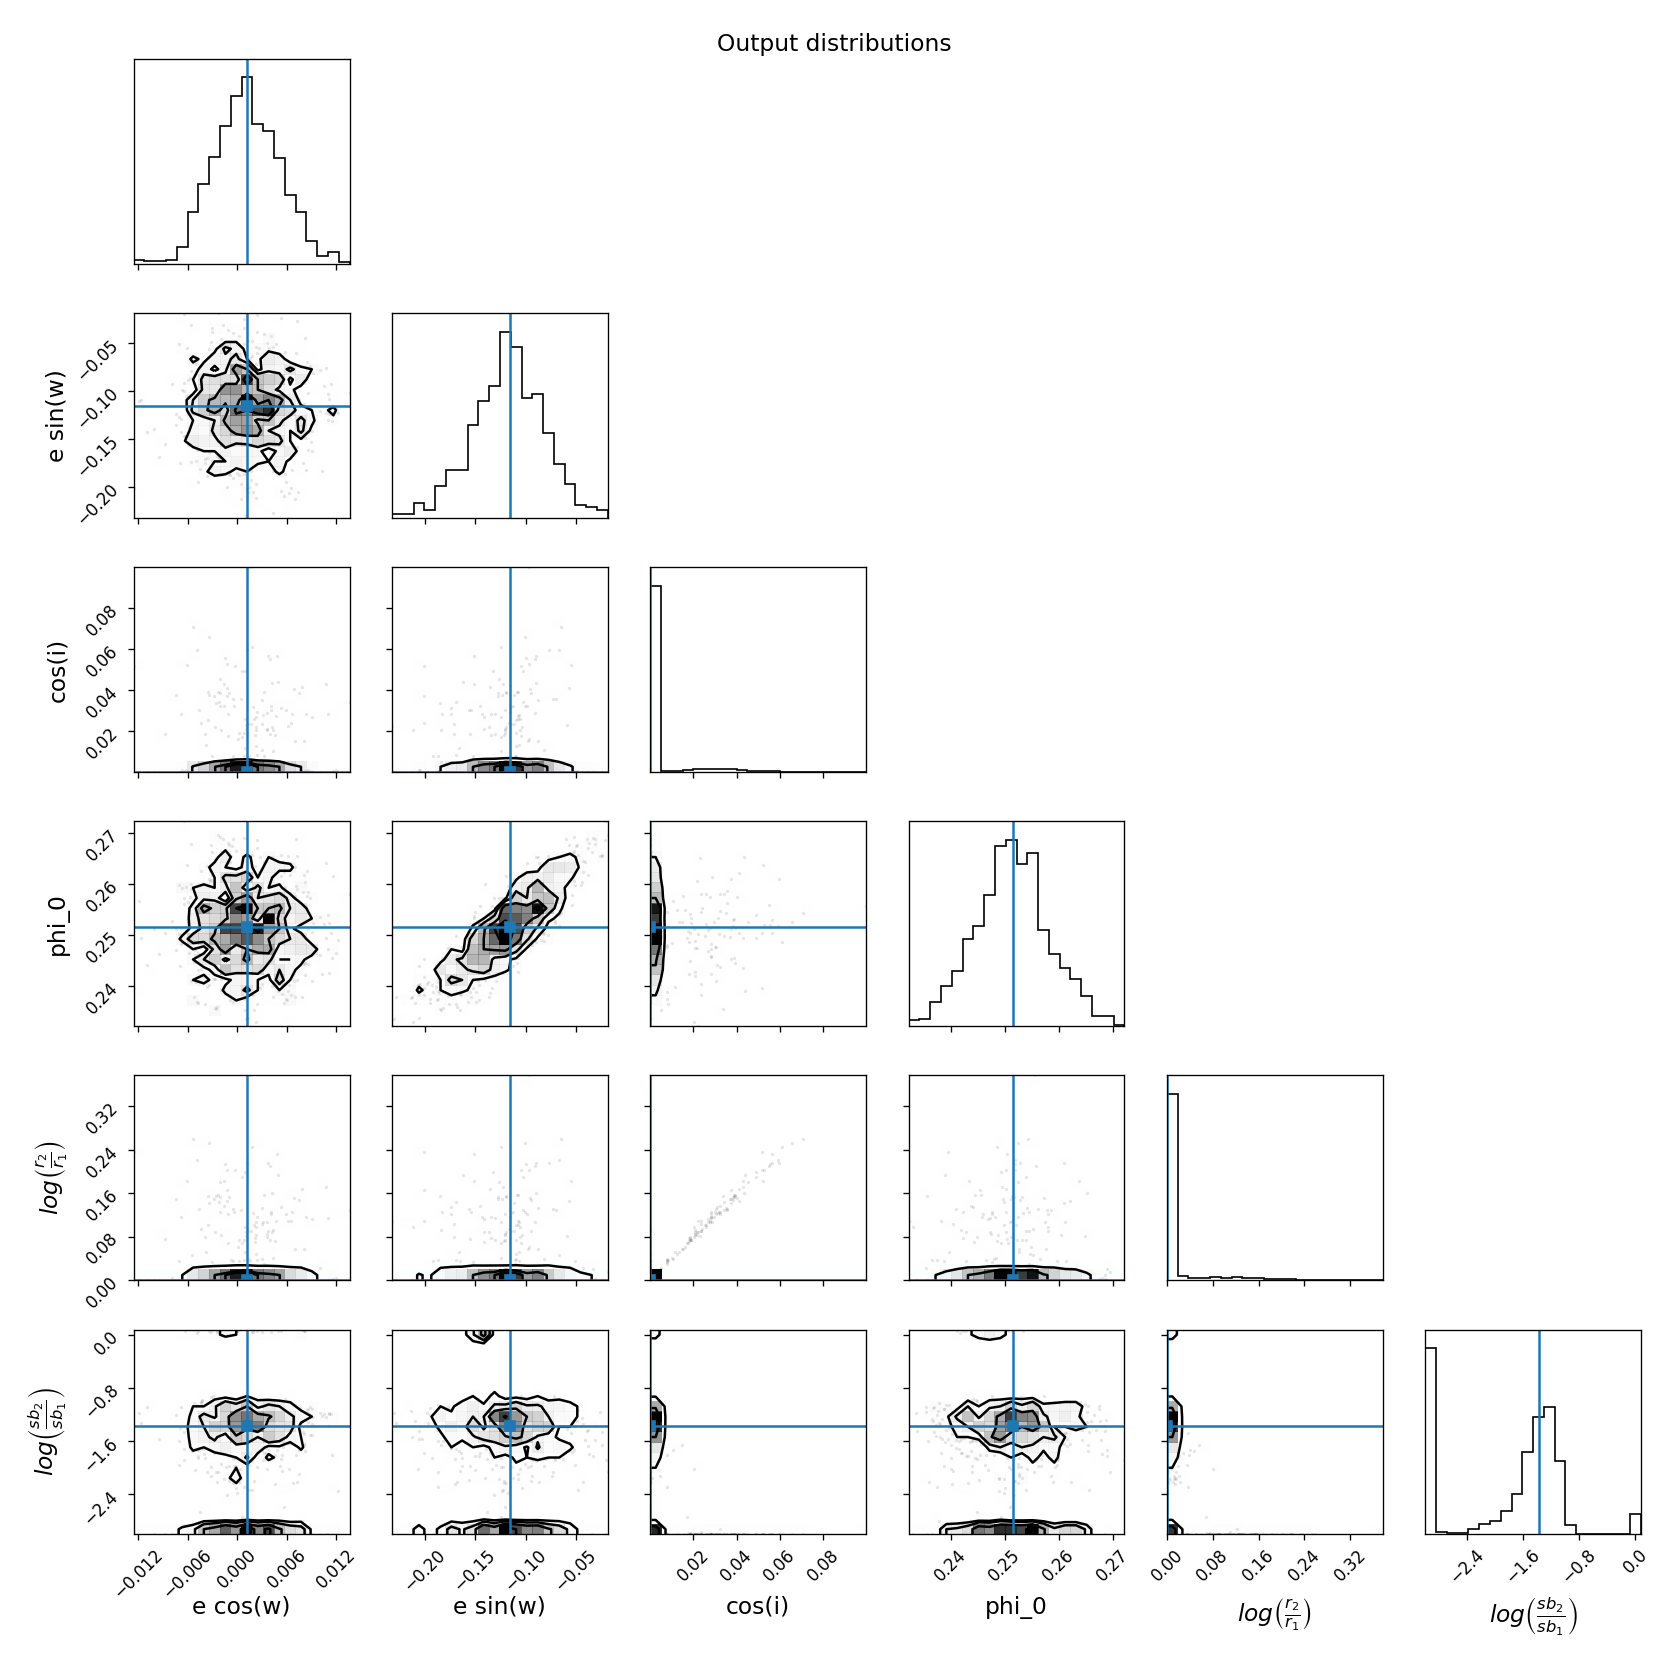 Output distributions
e sin(w)
−0.05
−0.10
−0.15
−0.20
cos(i)
0.08
0.06
0.04
0.02
phi_0
0.27
0.26
0.25
0.24
log(r₂/r₁)
0.32
0.24
0.16
0.08
0.00
log(sb₂/sb₁)
0.0
−0.8
−1.6
−2.4
−0.012 −0.006 0.000 0.006 0.012
−0.20 −0.15 −0.10 −0.05
0.02 0.04 0.06 0.08
0.24 0.25 0.26 0.27
0.00 0.08 0.16 0.24 0.32
−2.4 −1.6 −0.8 0.0
e cos(w)
e sin(w)
cos(i)
phi_0
log(r₂/r₁)
log(sb₂/sb₁)